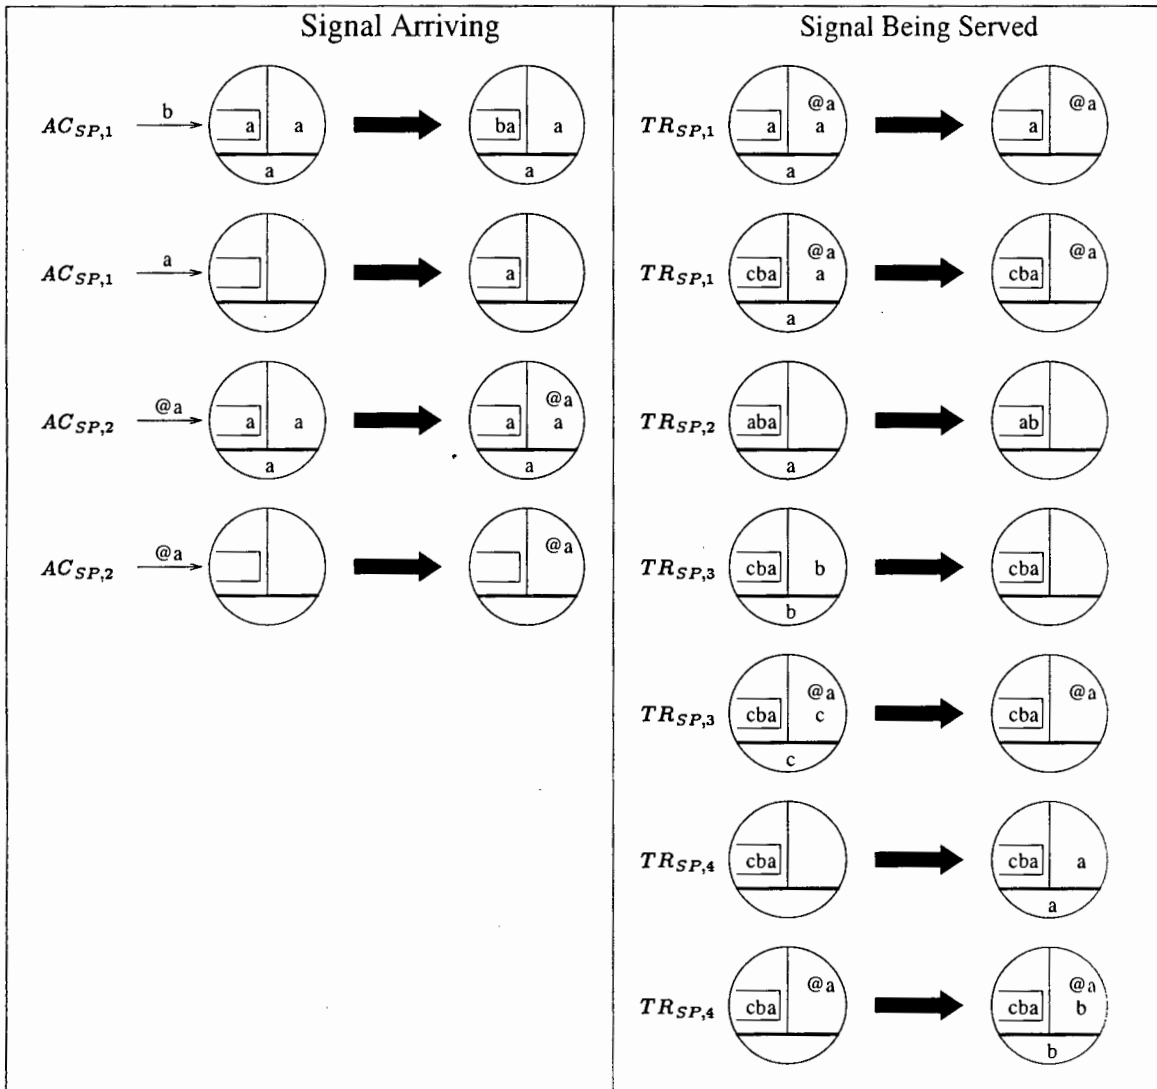 Signal Arriving
AC_{SP,1} b a a a ba a a
AC_{SP,1} a a
AC_{SP,2} @a a a a @a a a a
AC_{SP,2} @a @a
Signal Being Served
TR_{SP,1} a @a a a a @a
TR_{SP,1} cba @a a a cba @a
TR_{SP,2} aba a ab
TR_{SP,3} cba b b cba
TR_{SP,3} cba @a c c cba @a
TR_{SP,4} cba cba a a
TR_{SP,4} cba @a cba @a b b